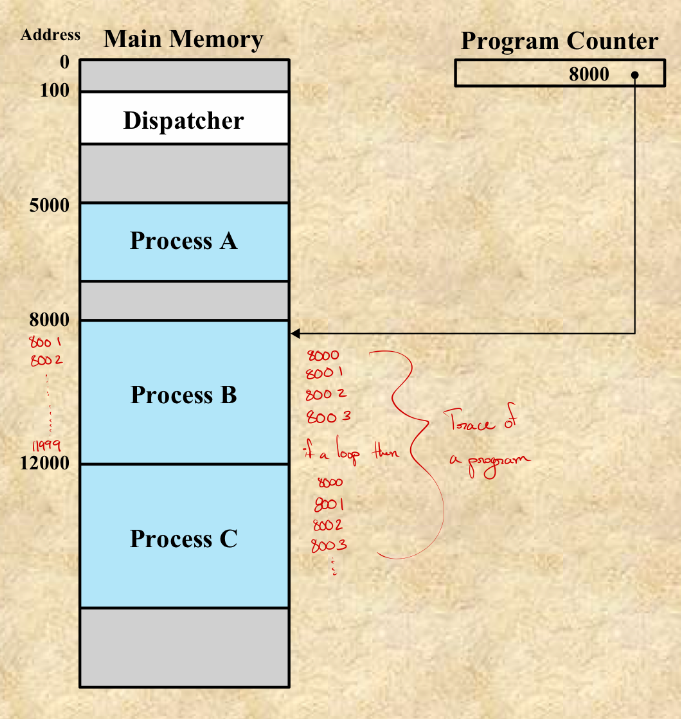 Address
Main Memory
Program Counter
0
8000
100
Dispatcher
5000
Process A
8000
8001
8002
11999
Process B
8000
8001
8002
8003
if a loop then
8000
8001
8002
8003
Trace of
a program
12000
Process C